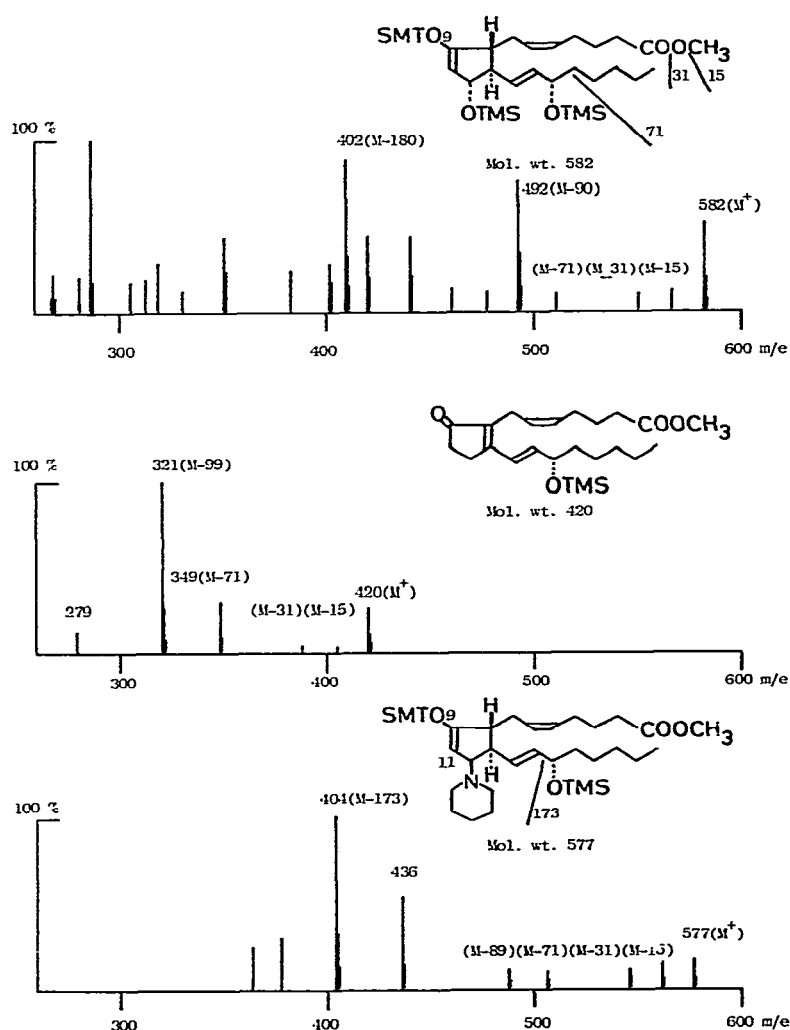 H
SMTO9
COOCH3
31 15
H
OTMS OTMS
71
100 %
402(M-180)
Mol. wt. 582
492(M-90)
582(M+)
(M-71)(M_31)(M-15)
300 400 500 600 m/e
O
COOCH3
OTMS
Mol. wt. 420
100 %
321(M-99)
349(M-71)
(M-31)(M-15)
420(M+)
279
300 400 500 600 m/e
H
SMTO9
COOCH3
11
H
N
OTMS
173
Mol. wt. 577
100 %
404(M-173)
436
(M-89)(M-71)(M-31)(M-15)
577(M+)
300 400 500 600 m/e